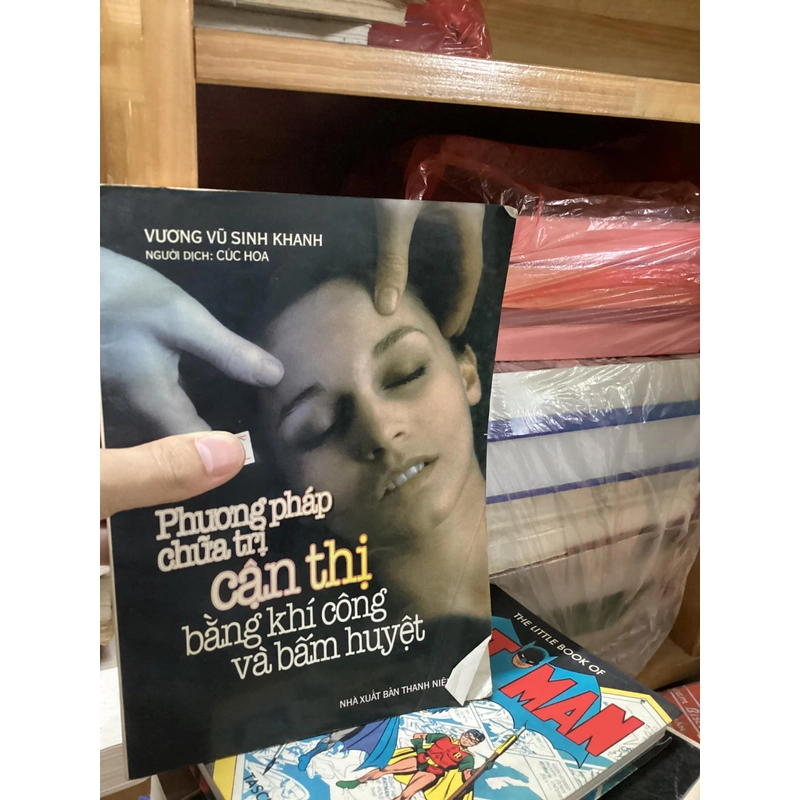 VƯƠNG VŨ SINH KHANH
NGƯỜI DỊCH: CÚC HOA
Phương pháp
chữa trị
cận thị
bằng khí công
và bấm huyệt
NHÀ XUẤT BẢN THANH
THE LITTLE BOOK OF
MAN